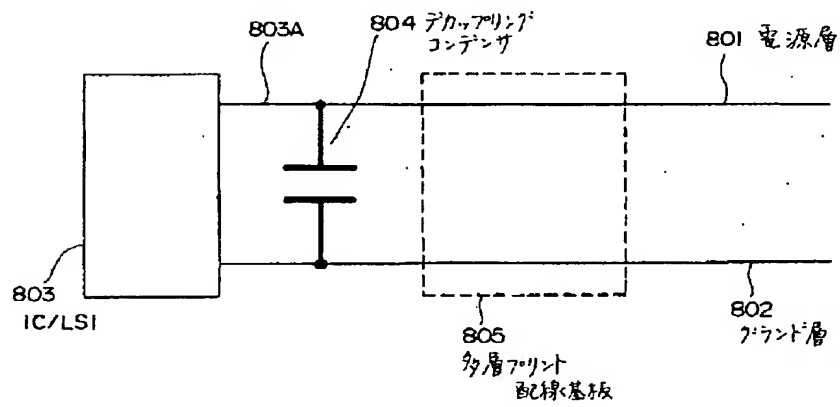 803A
804 デカップリング
コンデンサ
801 電源層
803
IC/LSI
805
多層プリント
配線基板
802
グランド層